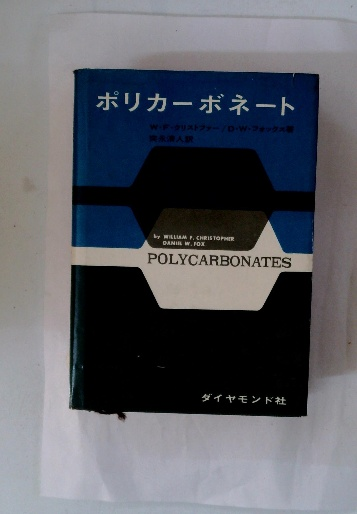 ポリカーボネート
W・F・クリストファー／D・W・フォックス著
by WILLIAM F. CHRISTOPHER
DANIEL W. FOX
POLYCARBONATES
ダイヤモンド社